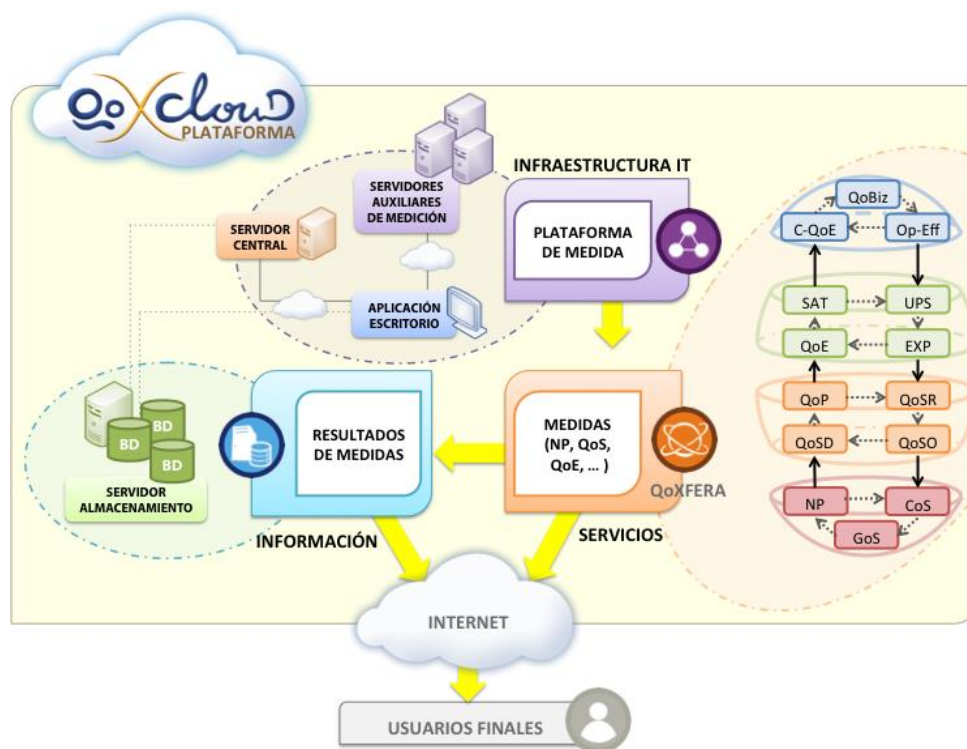 QoXcloud
PLATAFORMA
SERVIDORES
AUXILIARES
DE MEDICIÓN
INFRAESTRUCTURA IT
SERVIDOR
CENTRAL
PLATAFORMA
DE MEDIDA
APLICACIÓN
ESCRITORIO
BD
BD
BD
SERVIDOR
ALMACENAMIENTO
RESULTADOS
DE MEDIDAS
INFORMACIÓN
MEDIDAS
(NP, QoS,
QoE, ... )
QoXFERA
SERVICIOS
QoBiz
C-QoE
Op-Eff
SAT
UPS
QoE
EXP
QoP
QoSR
QoSD
QoSO
NP
CoS
GoS
INTERNET
USUARIOS FINALES